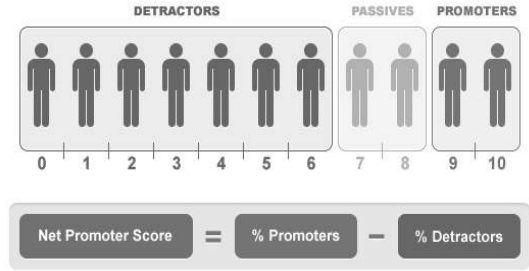 DETRACTORS PASSIVES PROMOTERS
0 1 2 3 4 5 6 7 8 9 10
Net Promoter Score = % Promoters − % Detractors